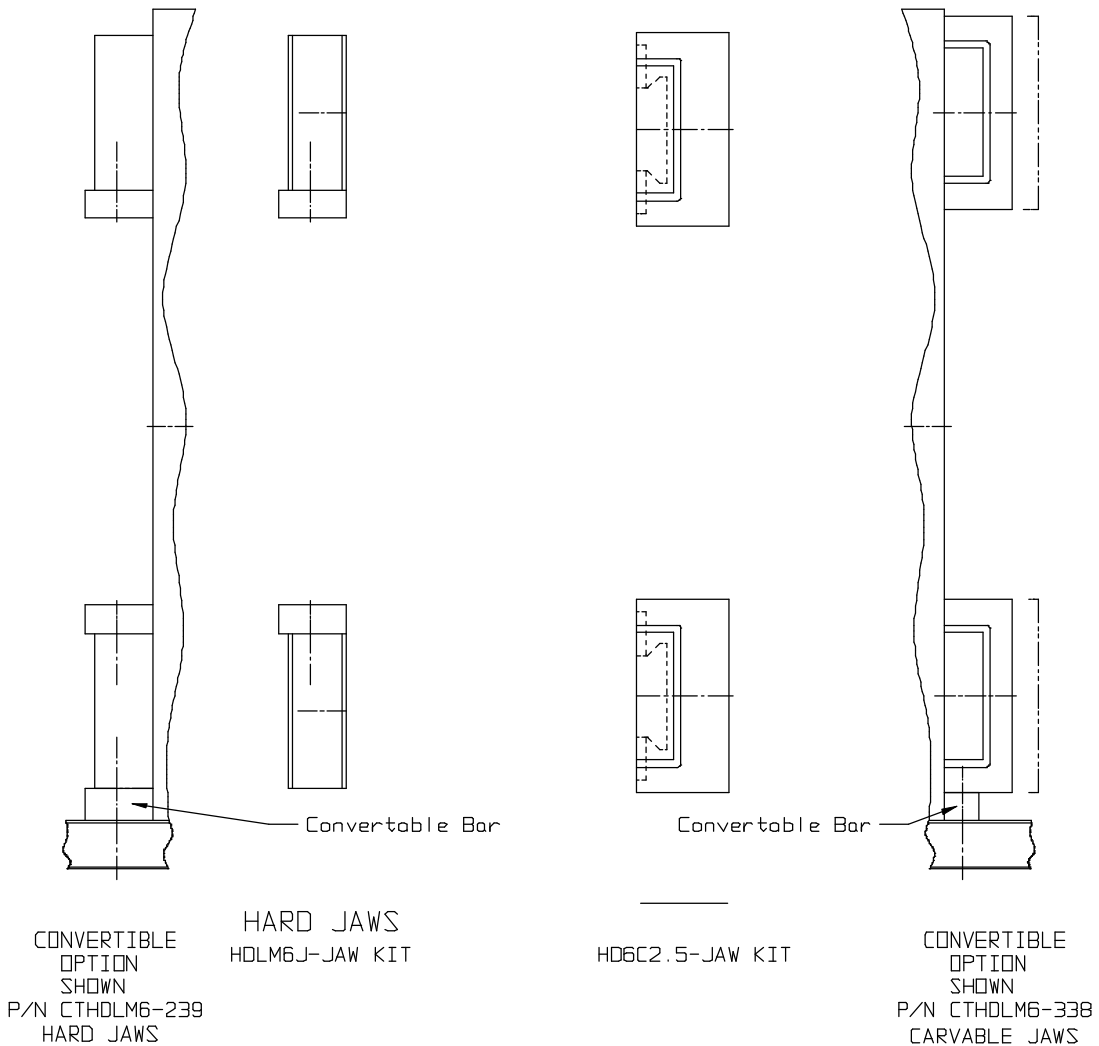 Convertable Bar
Convertable Bar
HARD JAWS
HDLM6J-JAW KIT
HD6C2.5-JAW KIT
CONVERTIBLE
OPTION
SHOWN
P/N CTHDLM6-239
HARD JAWS
CONVERTIBLE
OPTION
SHOWN
P/N CTHDLM6-338
CARVABLE JAWS